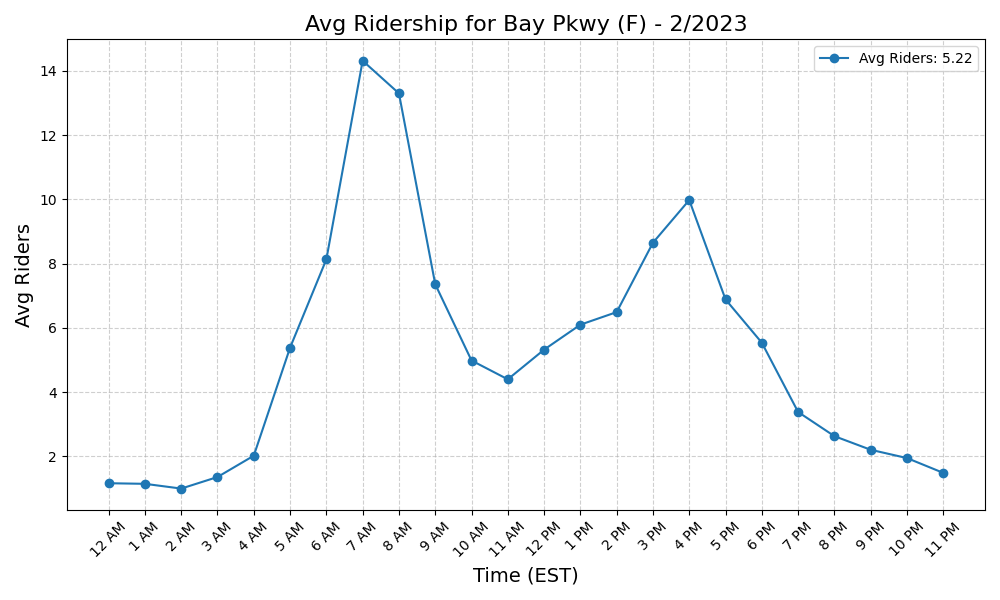 Avg Ridership for Bay Pkwy (F) - 2/2023
Avg Riders: 5.22
14
12
10
8
6
4
2
Avg Riders
12 AM
1 AM
2 AM
3 AM
4 AM
5 AM
6 AM
7 AM
8 AM
9 AM
10 AM
11 AM
12 PM
1 PM
2 PM
3 PM
4 PM
5 PM
6 PM
7 PM
8 PM
9 PM
10 PM
11 PM
Time (EST)